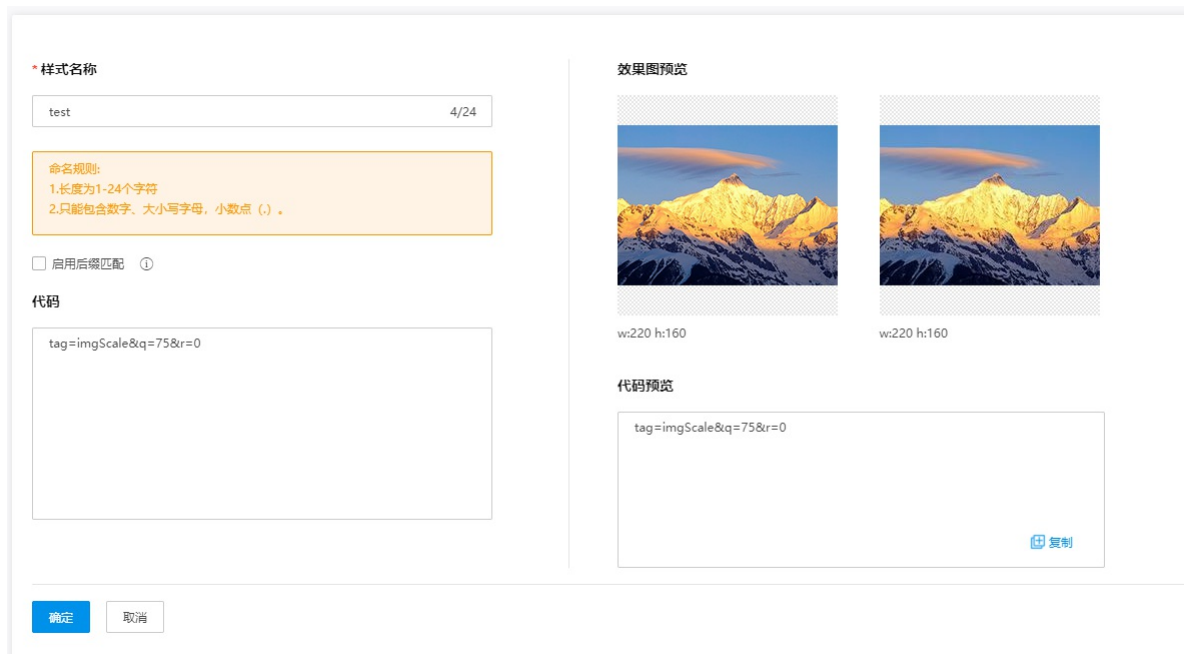 *样式名称
test
4/24
命名规则:
1.长度为1-24个字符
2.只能包含数字、大小写字母，小数点（.）。
启用后缀匹配
代码
tag=imgScale&q=75&r=0
确定
取消
效果图预览
w:220 h:160
w:220 h:160
代码预览
tag=imgScale&q=75&r=0
复制